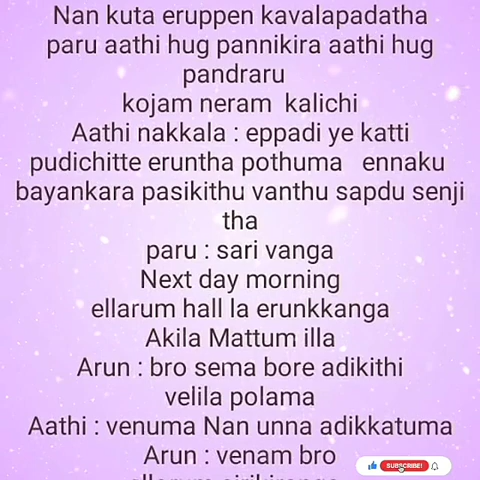 Nan kuta eruppen kavalapadatha
paru aathi hug pannikira aathi hug
pandraru
kojam neram kalichi
Aathi nakkala : eppadi ye katti
pudichitte eruntha pothuma ennaku
bayankara pasikithu vanthu sapdu senji
tha
paru : sari vanga
Next day morning
ellarum hall la erunkkanga
Akila Mattum illa
Arun : bro sema bore adikithi
velila polama
Aathi : venuma Nan unna adikkatuma
Arun : venam bro
SUBSCRIBE!